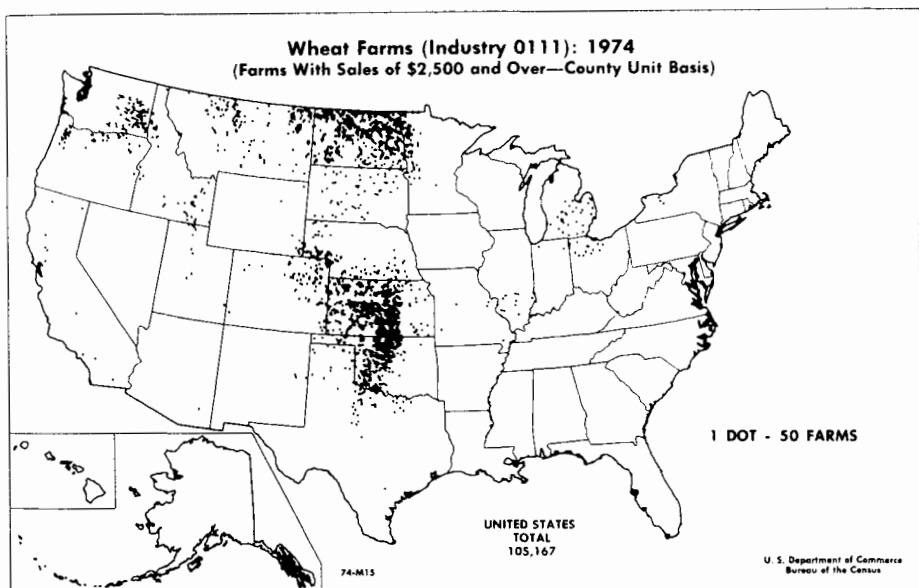 Wheat Farms (Industry 0111): 1974
(Farms With Sales of $2,500 and Over—County Unit Basis)
1 DOT - 50 FARMS
UNITED STATES
TOTAL
105,167
74-M15
U. S. Department of Commerce
Bureau of the Census